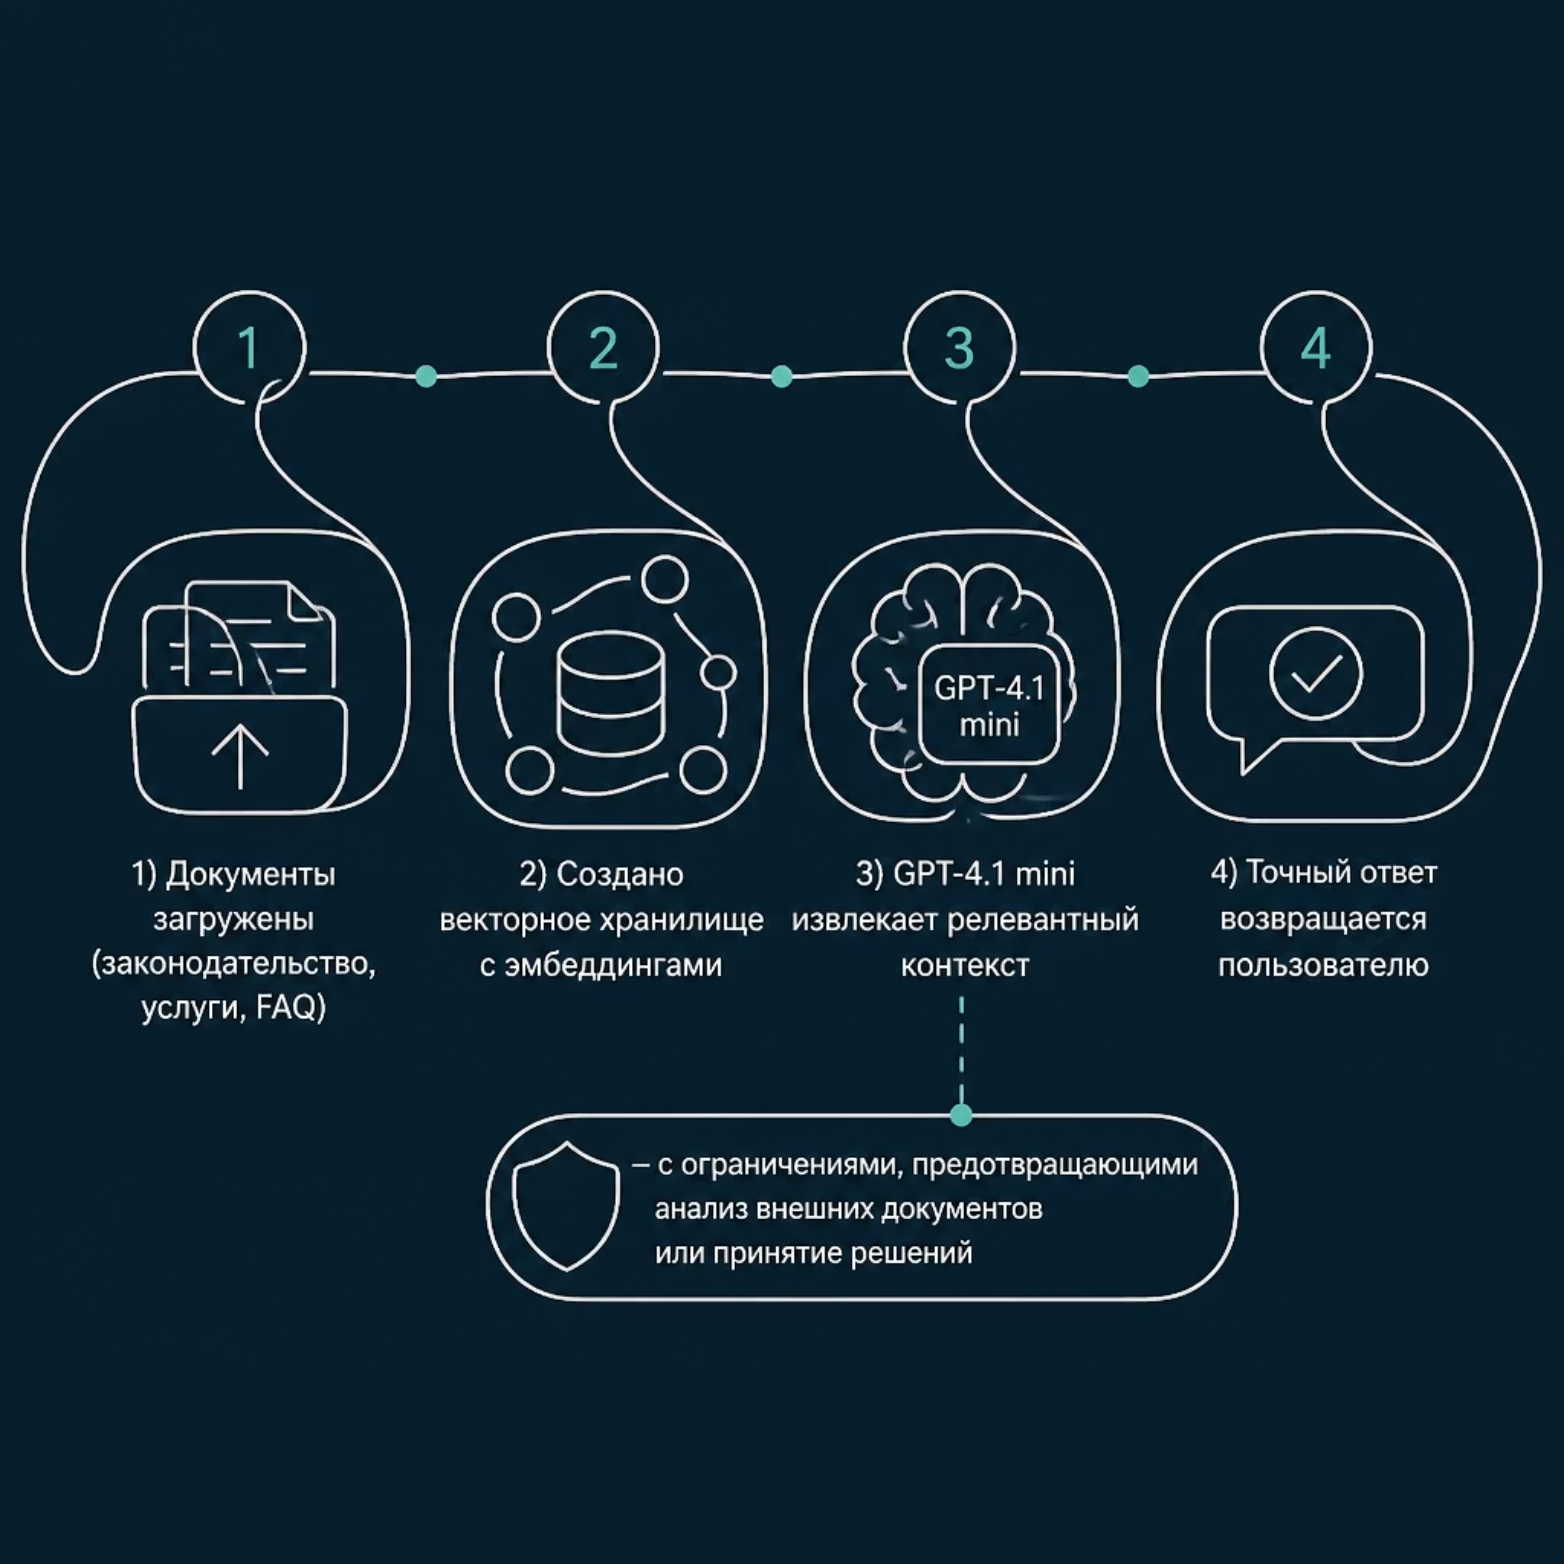 1
2
3
4
GPT-4.1
mini
1) Документы
загружены
(законодательство,
услуги, FAQ)
2) Создано
векторное хранилище
с эмбеддингами
3) GPT-4.1 mini
извлекает релевантный
контекст
4) Точный ответ
возвращается
пользователю
– с ограничениями, предотвращающими
анализ внешних документов
или принятие решений